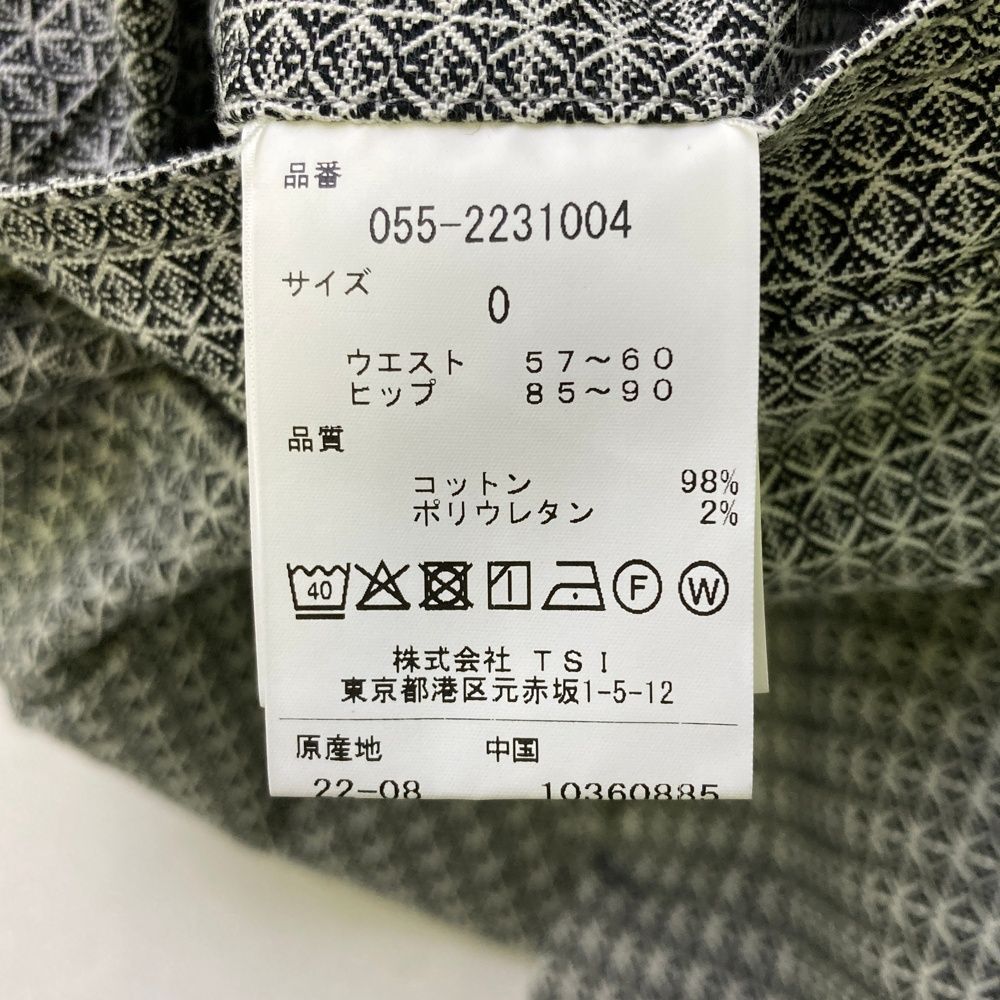 品番
055-2231004
サイズ
0
ウエスト 57～60
ヒップ 85～90
品質
コットン 98%
ポリウレタン 2%
40 F W
株式会社 TSI
東京都港区元赤坂1-5-12
原産地 中国
22-08 10360885